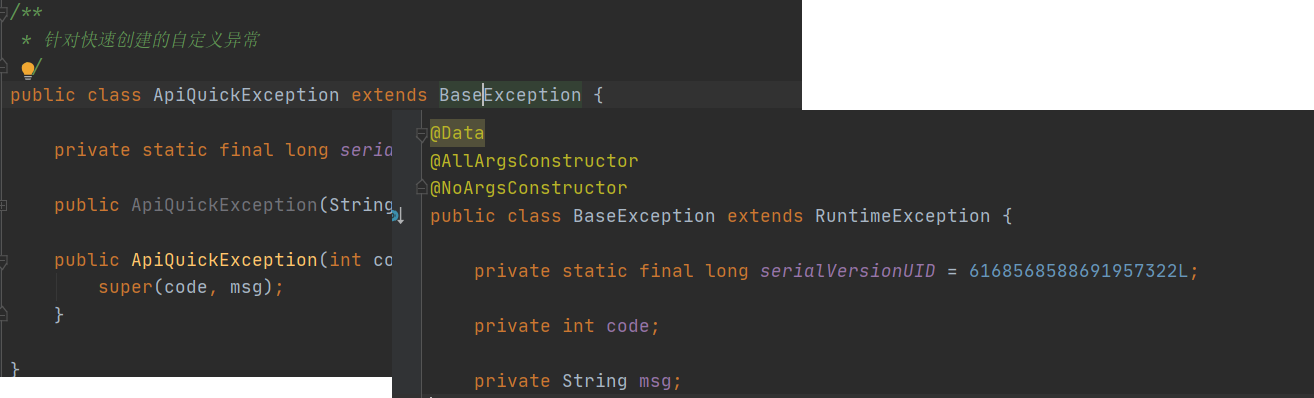 /**
* 针对快速创建的自定义异常
/
public class ApiQuickException extends BaseException {
private static final long serial
public ApiQuickException(String
public ApiQuickException(int co
super(code, msg);
}
}
@Data
@AllArgsConstructor
@NoArgsConstructor
public class BaseException extends RuntimeException {
private static final long serialVersionUID = 6168568588691957322L;
private int code;
private String msg;